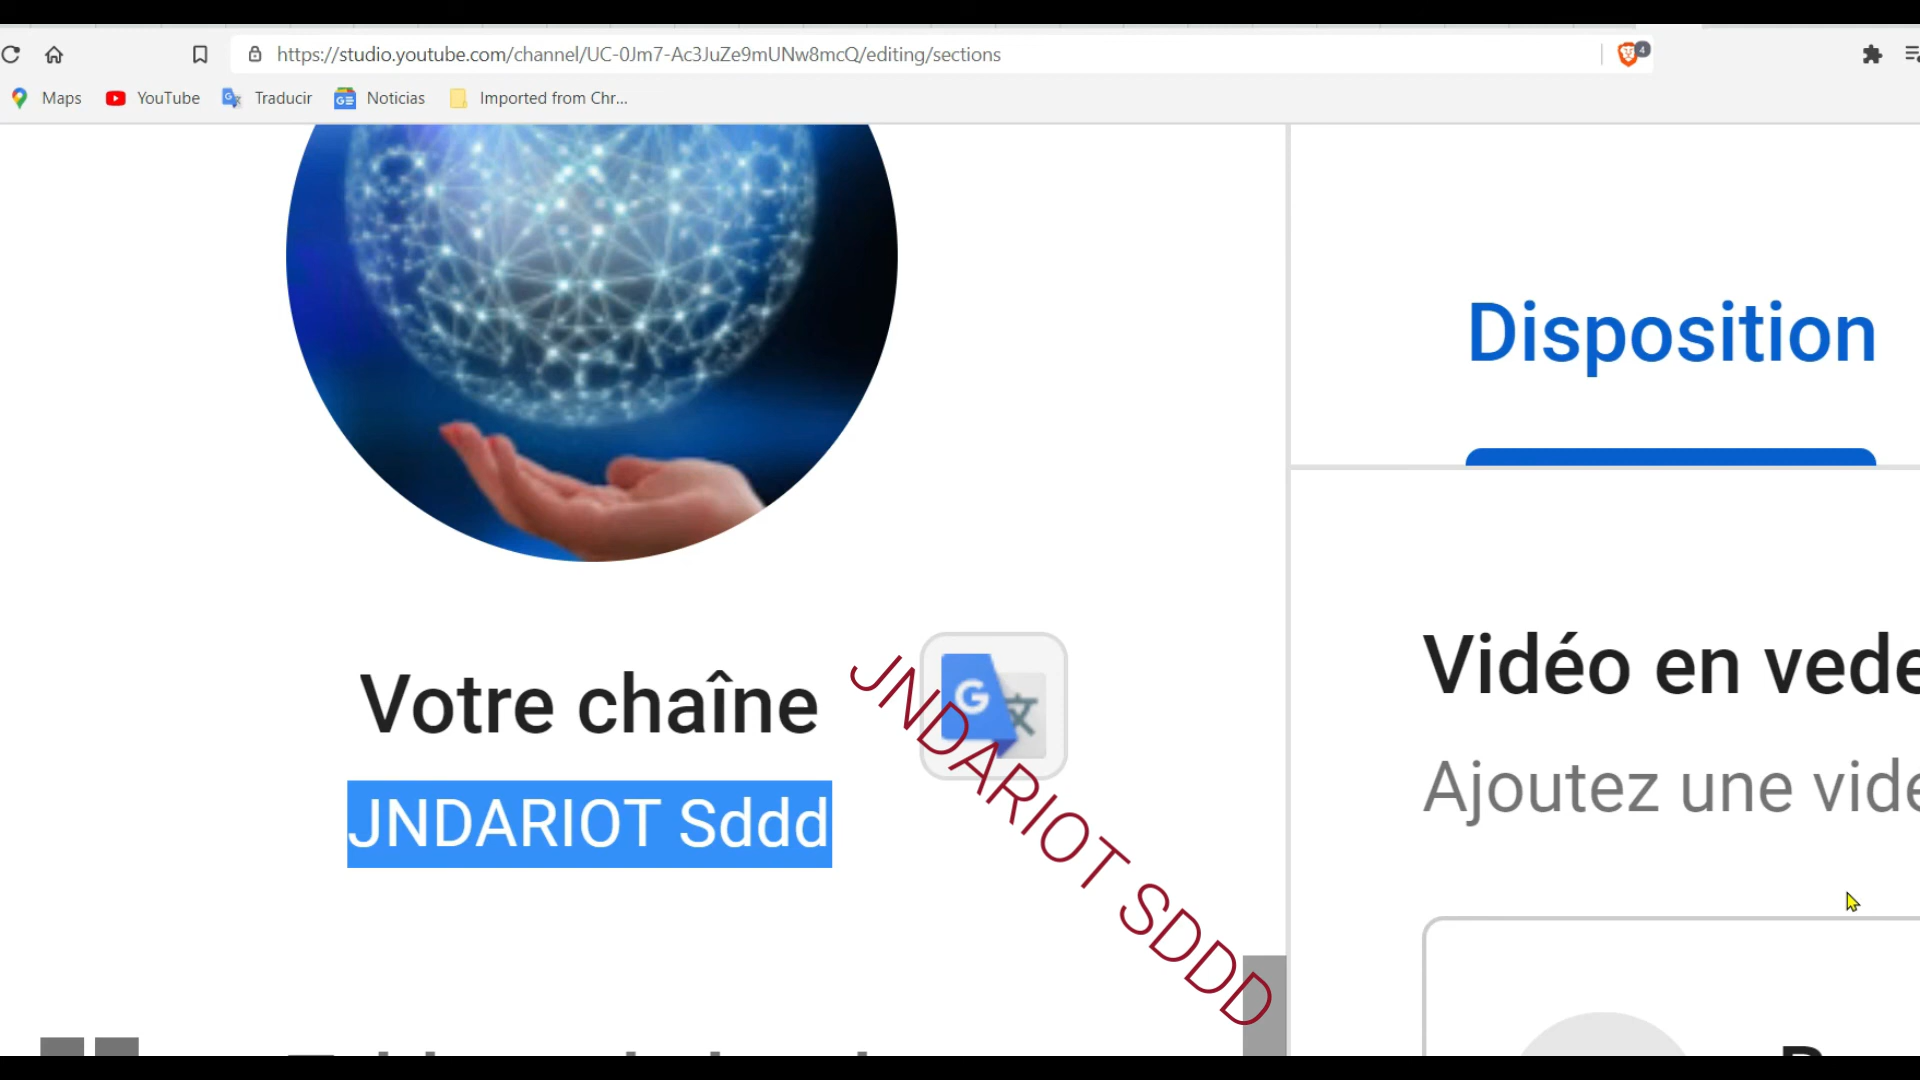 https://studio.youtube.com/channel/UC-0Jm7-Ac3JuZe9mUNw8mcQ/editing/sections
4
Maps YouTube Traducir Noticias Imported from Chr...
Disposition
Votre chaîne
JNDARIOT Sddd
JNDARIOT SDDD
Vidéo en vede
Ajoutez une vide